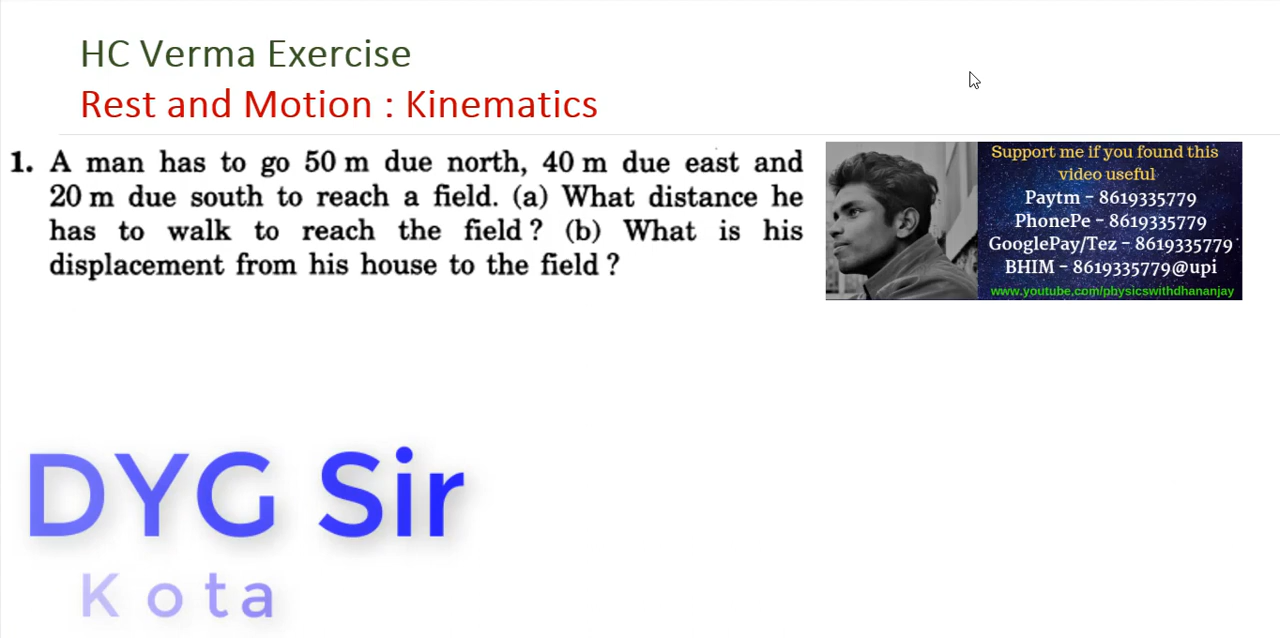 HC Verma Exercise
Rest and Motion : Kinematics
1. A man has to go 50 m due north, 40 m due east and
20 m due south to reach a field. (a) What distance he
has to walk to reach the field ? (b) What is his
displacement from his house to the field ?
Support me if you found this
video useful
Paytm - 8619335779
PhonePe - 8619335779
GooglePay/Tez - 8619335779
BHIM - 8619335779@upi
www.youtube.com/physicswithdhananjay
DYG Sir
Kota